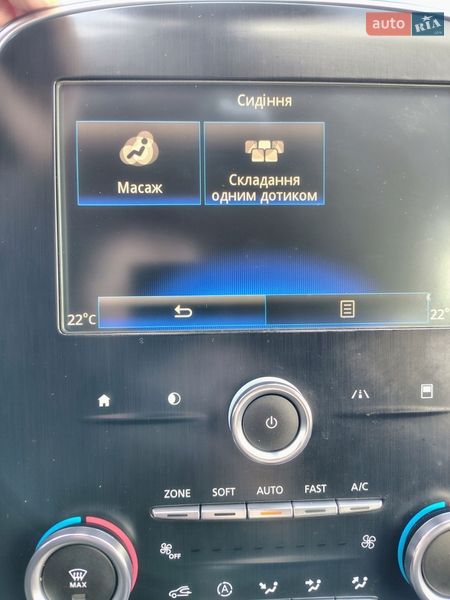 auto RIA
Сидіння
Масаж
Складання
одним дотиком
22°C
22°
ZONE SOFT AUTO FAST A/C
OFF
MAX
A